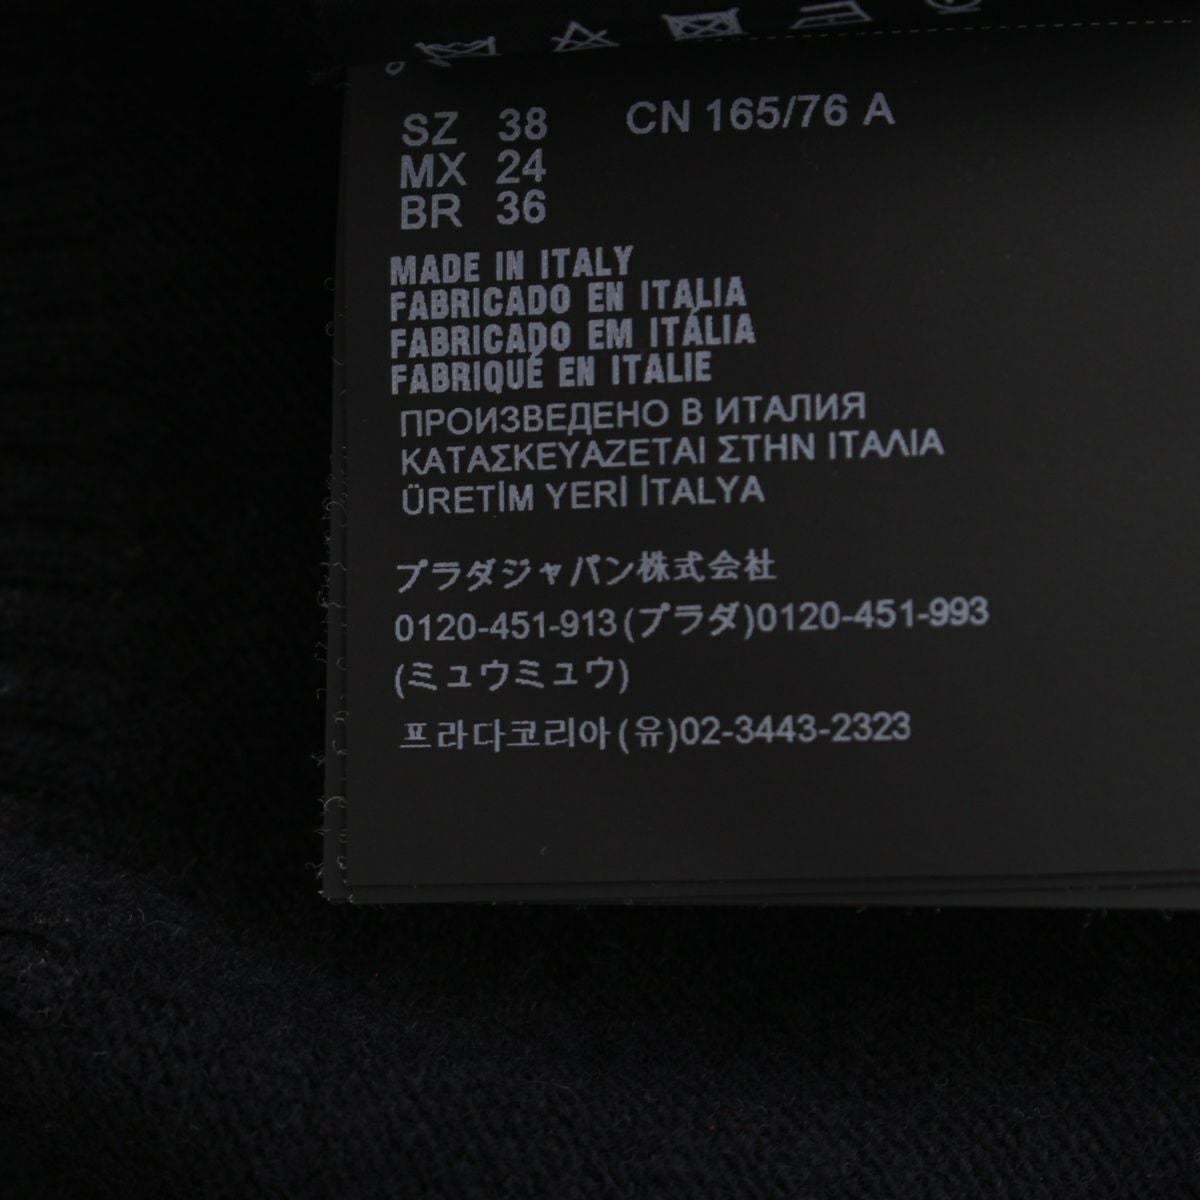 SZ 38 CN 165/76 A
MX 24
BR 36
MADE IN ITALY
FABRICADO EN ITALIA
FABRICADO EM ITÁLIA
FABRIQUÉ EN ITALIE
ПРОИЗВЕДЕНО В ИТАЛИЯ
ΚΑΤΑΣΚΕΥΑΖΕΤΑΙ ΣΤΗΝ ΙΤΑΛΙΑ
ÜRETİM YERİ İTALYA
プラダジャパン株式会社
0120-451-913(プラダ)0120-451-993
(ミュウミュウ)
프라다코리아(유)02-3443-2323